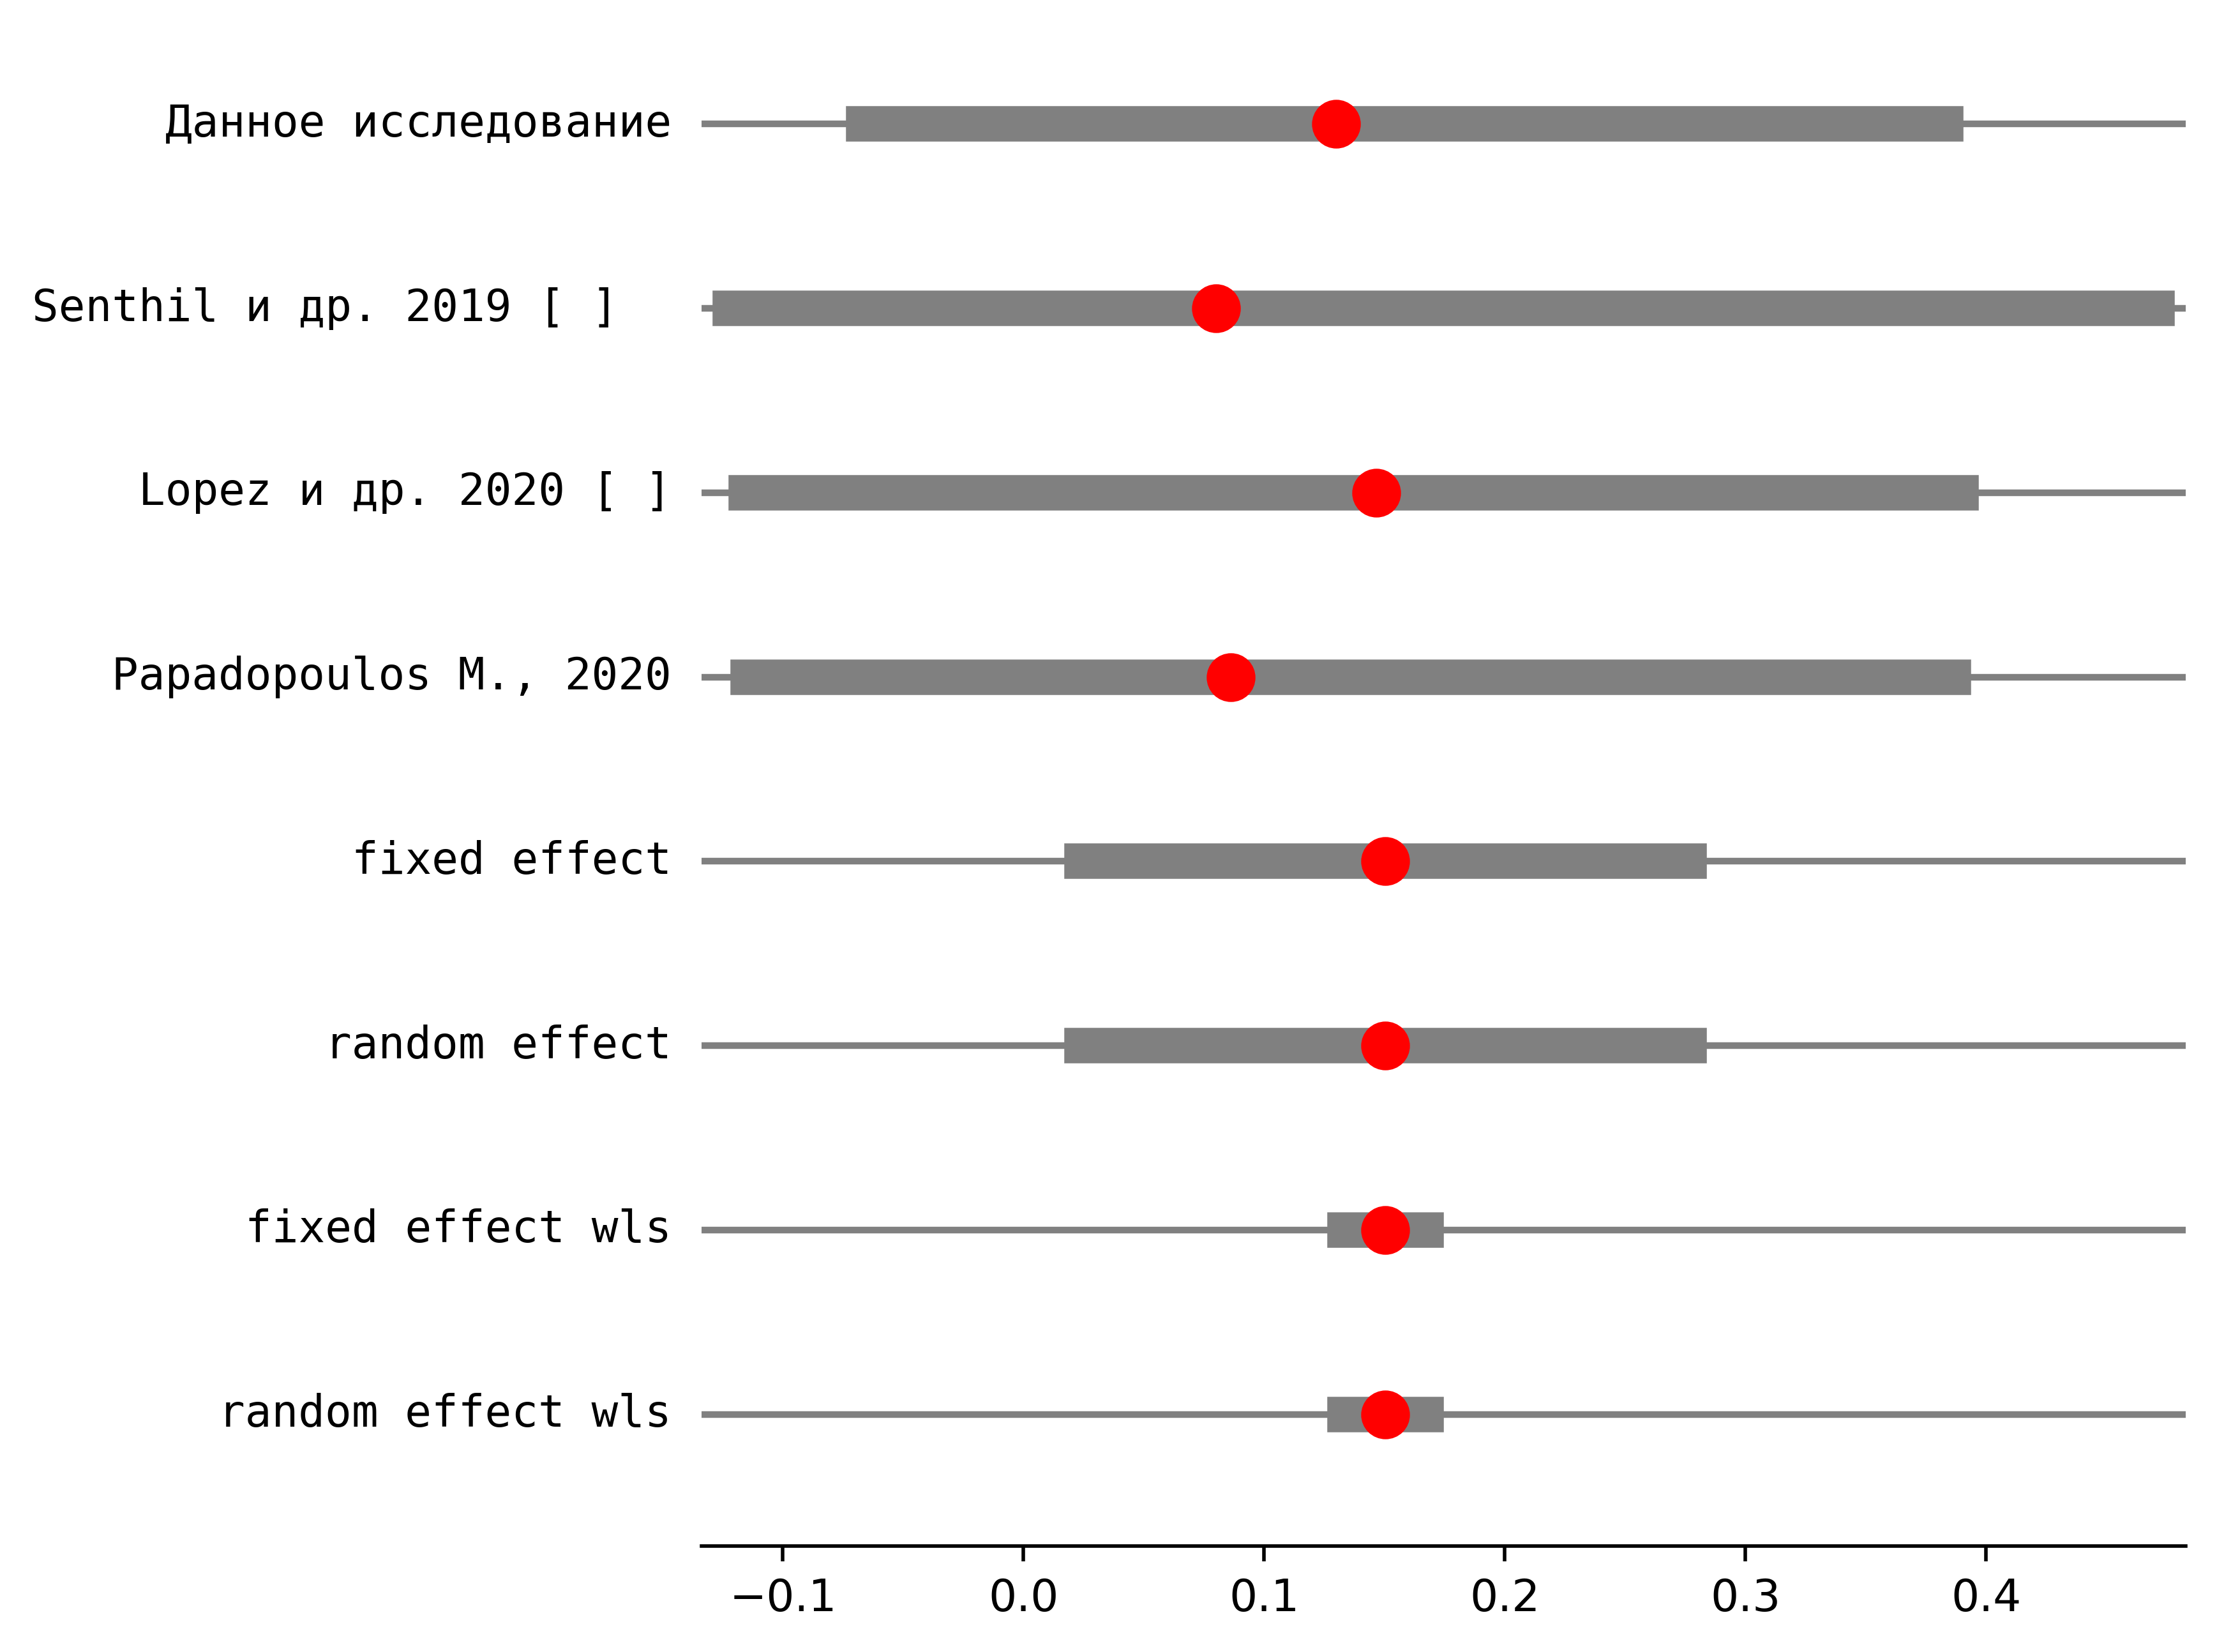 Данное исследование
Senthil и др. 2019 [ ]
Lopez и др. 2020 [ ]
Papadopoulos M., 2020
fixed effect
random effect
fixed effect wls
random effect wls
−0.1 0.0 0.1 0.2 0.3 0.4